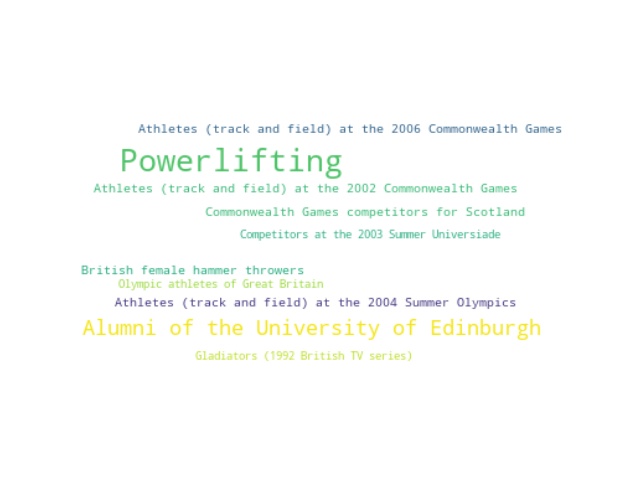 Athletes (track and field) at the 2006 Commonwealth Games
Powerlifting
Athletes (track and field) at the 2002 Commonwealth Games
Commonwealth Games competitors for Scotland
Competitors at the 2003 Summer Universiade
British female hammer throwers
Olympic athletes of Great Britain
Athletes (track and field) at the 2004 Summer Olympics
Alumni of the University of Edinburgh
Gladiators (1992 British TV series)